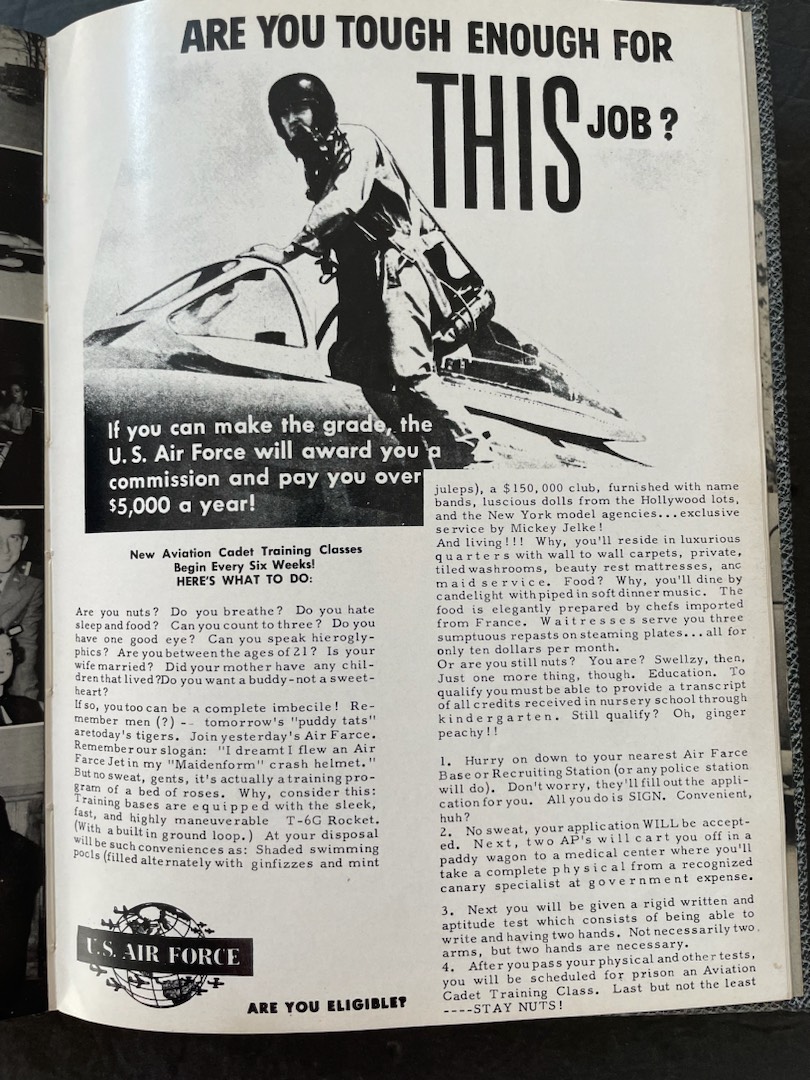 ARE YOU TOUGH ENOUGH FOR
THIS JOB?
If you can make the grade, the
U.S. Air Force will award you a
commission and pay you over
$5,000 a year!
New Aviation Cadet Training Classes
Begin Every Six Weeks!
HERE'S WHAT TO DO:
Are you nuts? Do you breathe? Do you hate
sleep and food? Can you count to three? Do you
have one good eye? Can you speak hierogly-
phics? Are you between the ages of 21? Is your
wife married? Did your mother have any chil-
dren that lived? Do you want a buddy-not a sweet-
heart?
If so, you too can be a complete imbecile! Re-
member men (?) -- tomorrow's "puddy tats"
are today's tigers. Join yesterday's Air Farce.
Remember our slogan: "I dreamt I flew an Air
Farce Jet in my "Maidenform" crash helmet."
But no sweat, gents, it's actually a training pro-
gram of a bed of roses. Why, consider this:
Training bases are equipped with the sleek,
fast, and highly maneuverable T-6G Rocket.
(With a built in ground loop.) At your disposal
will be such conveniences as: Shaded swimming
pools (filled alternately with ginfizzes and mint
U.S. AIR FORCE
ARE YOU ELIGIBLE?
juleps), a $150,000 club, furnished with name
bands, luscious dolls from the Hollywood lots,
and the New York model agencies...exclusive
service by Mickey Jelke!
And living!!! Why, you'll reside in luxurious
quarters with wall to wall carpets, private,
tiled washrooms, beauty rest mattresses, and
maid service. Food? Why, you'll dine by
candelight with piped in soft dinner music. The
food is elegantly prepared by chefs imported
from France. Waitresses serve you three
sumptuous repasts on steaming plates...all for
only ten dollars per month.
Or are you still nuts? You are? Swellzy, then,
Just one more thing, though. Education. To
qualify you must be able to provide a transcript
of all credits received in nursery school through
kindergarten. Still qualify? Oh, ginger
peachy!!
1. Hurry on down to your nearest Air Farce
Base or Recruiting Station (or any police station
will do). Don't worry, they'll fill out the appli-
cation for you. All you do is SIGN. Convenient,
huh?
2. No sweat, your application WILL be accept-
ed. Next, two AP's will cart you off in a
paddy wagon to a medical center where you'll
take a complete physical from a recognized
canary specialist at government expense.
3. Next you will be given a rigid written and
aptitude test which consists of being able to
write and having two hands. Not necessarily two
arms, but two hands are necessary.
4. After you pass your physical and other tests,
you will be scheduled for prison an Aviation
Cadet Training Class. Last but not the least
----STAY NUTS!